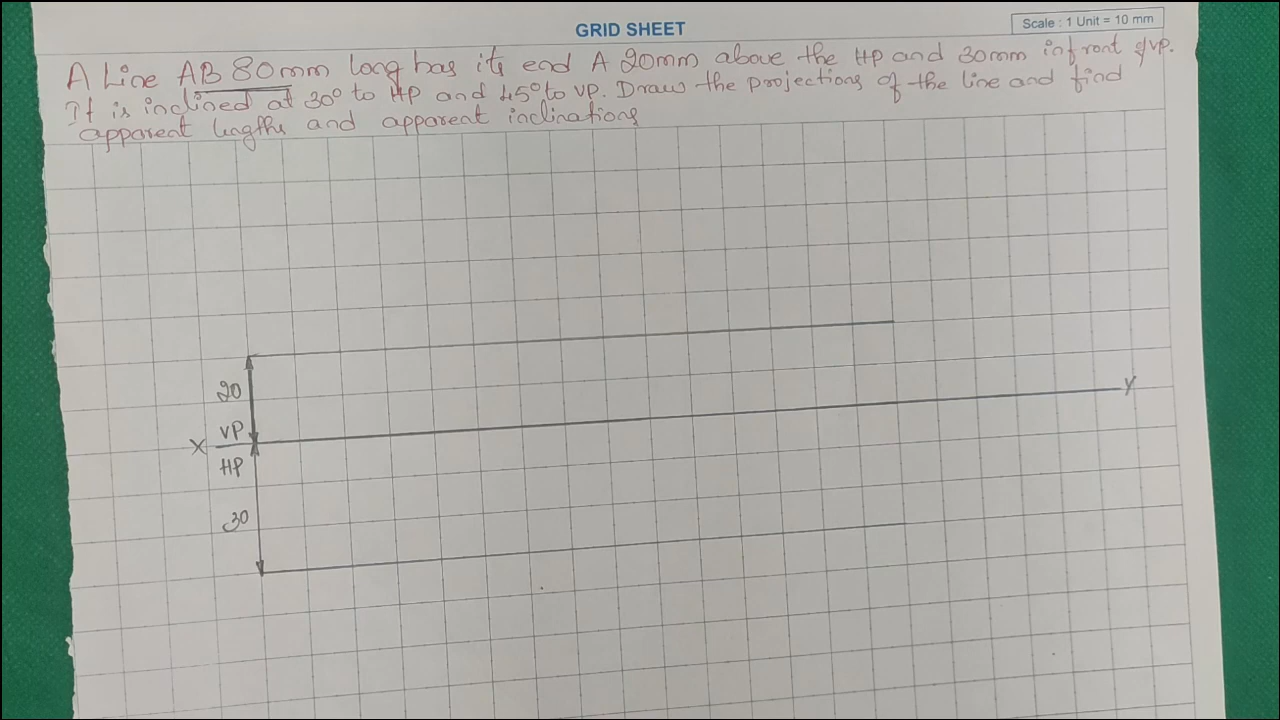 GRID SHEET
Scale : 1 Unit = 10 mm
A Line AB 80mm long has its end A 20mm above the HP and 30mm infront of VP.
It is inclined at 30° to HP and 45° to VP. Draw the projections of the line and find
apparent lengths and apparent inclinations
20
X VP Y
HP
30